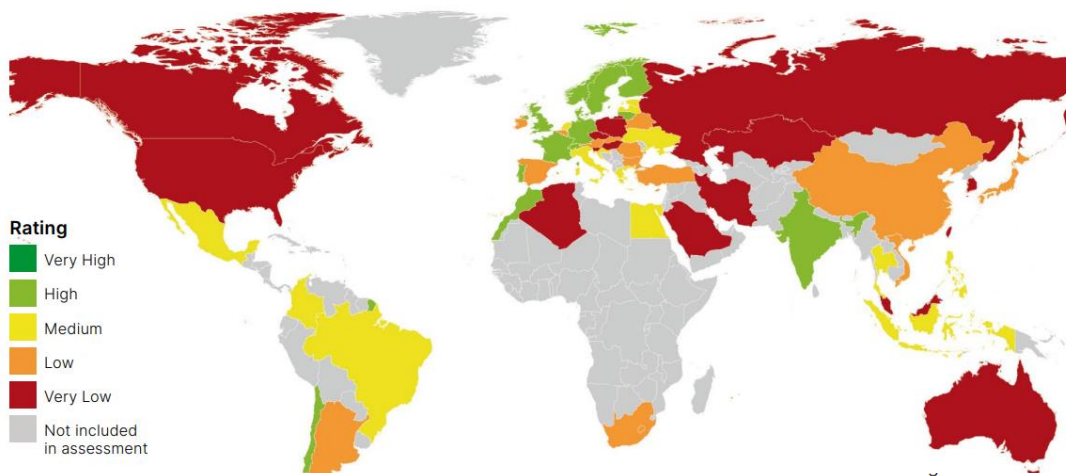 Rating
Very High
High
Medium
Low
Very Low
Not included
in assessment